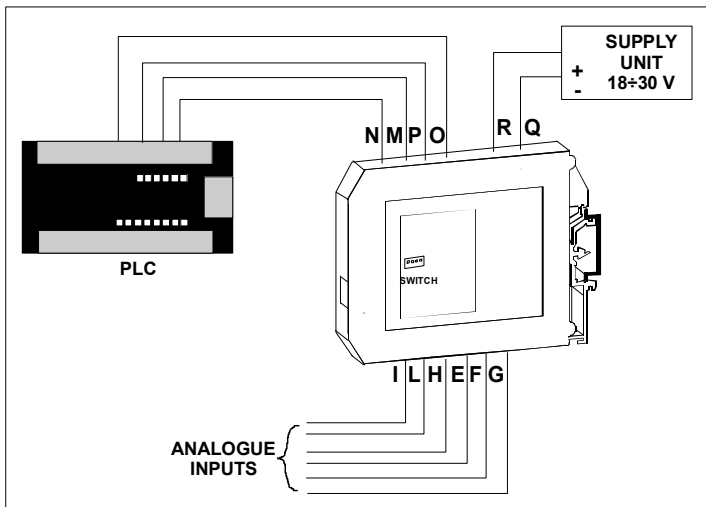 SUPPLY
UNIT
18÷30 V
+
-
N M P O
R Q
PLC
SWITCH
I L H E F G
ANALOGUE
INPUTS